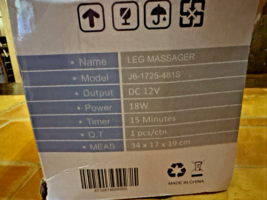 Name LEG MASSAGER
Model J6-1725-4819
Output DC 12V
Power 18W
Timer 15 Minutes
Q.T 1 pcs/ctn
MEAS 34 x 17 x 19 cm
MADE IN CHINA